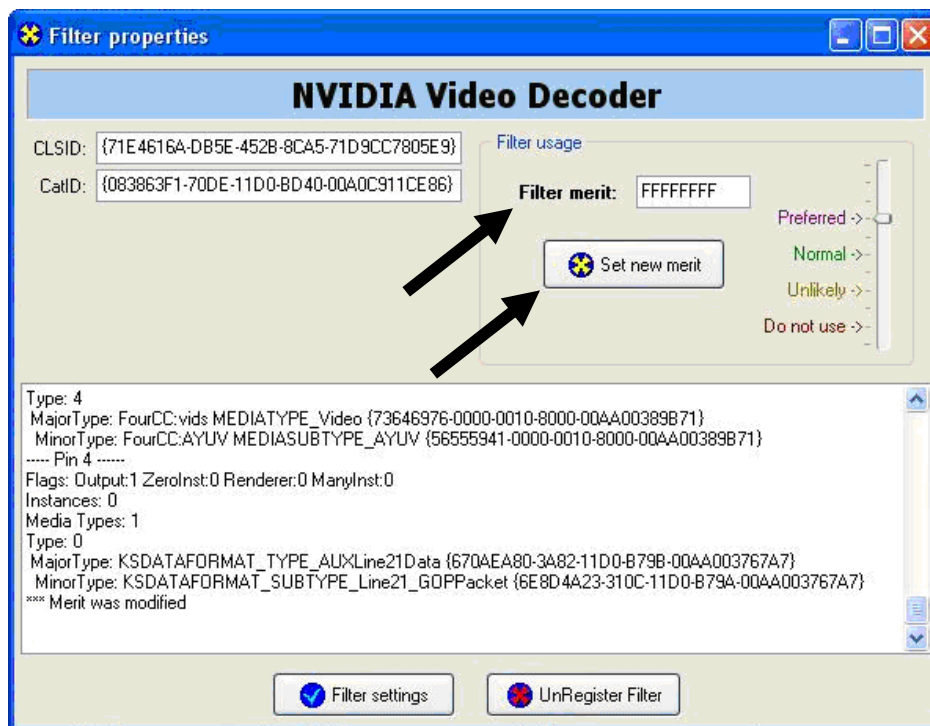 Filter properties
NVIDIA Video Decoder
CLSID: {71E4616A-DB5E-452B-8CA5-71D9CC7805E9}
CatID: {083863F1-70DE-11D0-BD40-00A0C911CE86}
Filter usage
Filter merit: FFFFFFFF
Set new merit
Preferred ->
Normal ->
Unlikely ->
Do not use ->
Type: 4
MajorType: FourCC:vids MEDIATYPE_Video {73646976-0000-0010-8000-00AA00389B71}
MinorType: FourCC:AYUV MEDIASUBTYPE_AYUV {56555941-0000-0010-8000-00AA00389B71}
----- Pin 4 ------
Flags: Output:1 ZeroInst:0 Renderer:0 ManyInst:0
Instances: 0
Media Types: 1
Type: 0
MajorType: KSDATAFORMAT_TYPE_AUXLine21Data {670AEA80-3A82-11D0-B79B-00AA003767A7}
MinorType: KSDATAFORMAT_SUBTYPE_Line21_GOPPacket {6E8D4A23-310C-11D0-B79A-00AA003767A7}
*** Merit was modified
Filter settings
UnRegister Filter